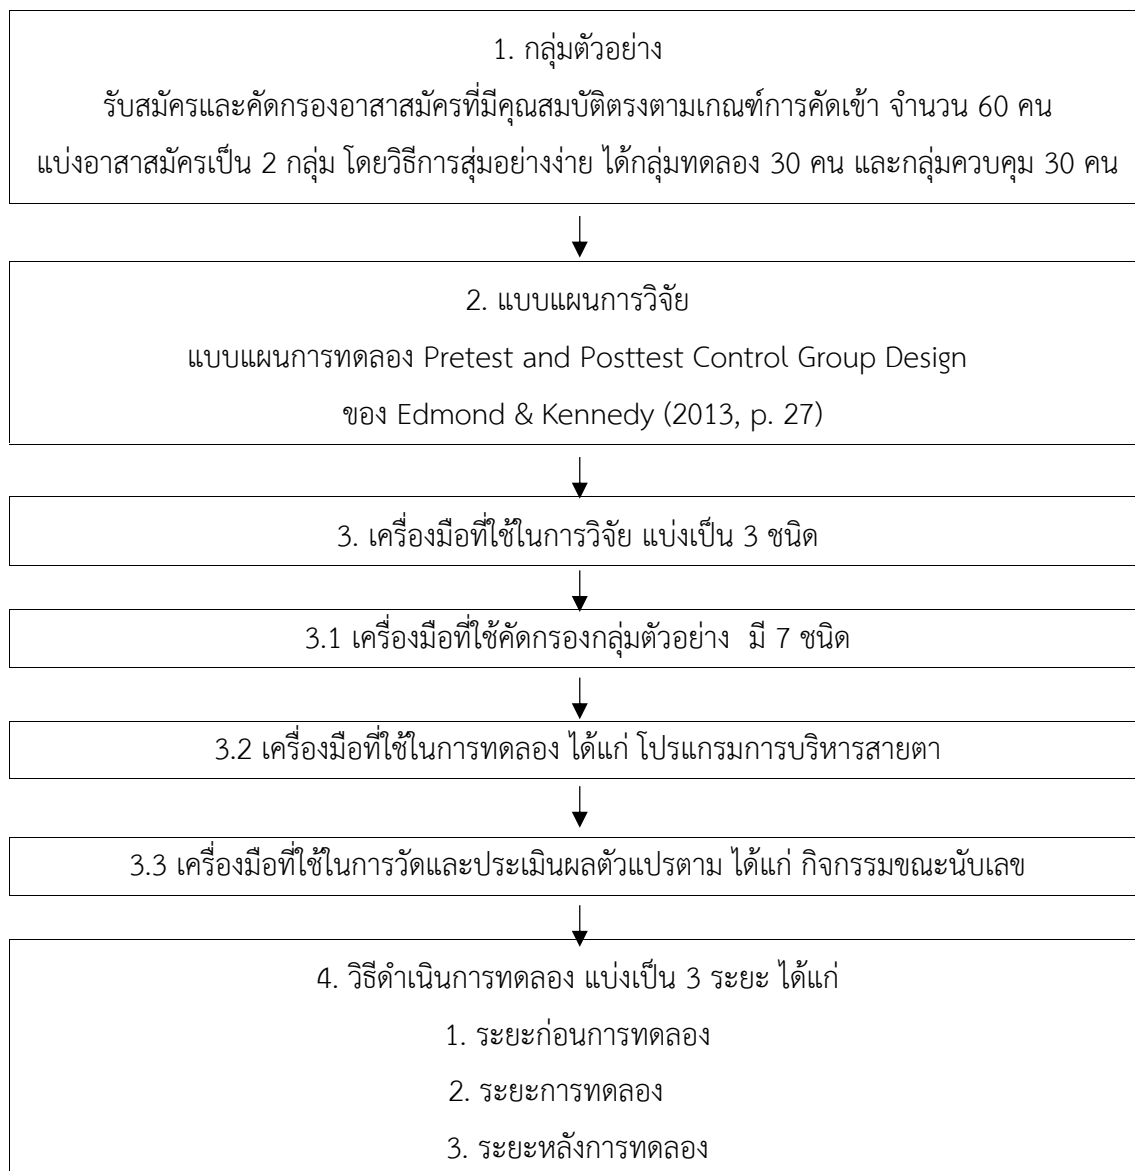 1. กลุ่มตัวอย่าง
รับสมัครและคัดกรองอาสาสมัครที่มีคุณสมบัติตรงตามเกณฑ์การคัดเข้า จำนวน 60 คน
แบ่งอาสาสมัครเป็น 2 กลุ่ม โดยวิธีการสุ่มอย่างง่าย ได้กลุ่มทดลอง 30 คน และกลุ่มควบคุม 30 คน
2. แบบแผนการวิจัย
แบบแผนการทดลอง Pretest and Posttest Control Group Design
ของ Edmond & Kennedy (2013, p. 27)
3. เครื่องมือที่ใช้ในการวิจัย แบ่งเป็น 3 ชนิด
3.1 เครื่องมือที่ใช้คัดกรองกลุ่มตัวอย่าง มี 7 ชนิด
3.2 เครื่องมือที่ใช้ในการทดลอง ได้แก่ โปรแกรมการบริหารสายตา
3.3 เครื่องมือที่ใช้ในการวัดและประเมินผลตัวแปรตาม ได้แก่ กิจกรรมขณะนับเลข
4. วิธีดำเนินการทดลอง แบ่งเป็น 3 ระยะ ได้แก่
1. ระยะก่อนการทดลอง
2. ระยะการทดลอง
3. ระยะหลังการทดลอง